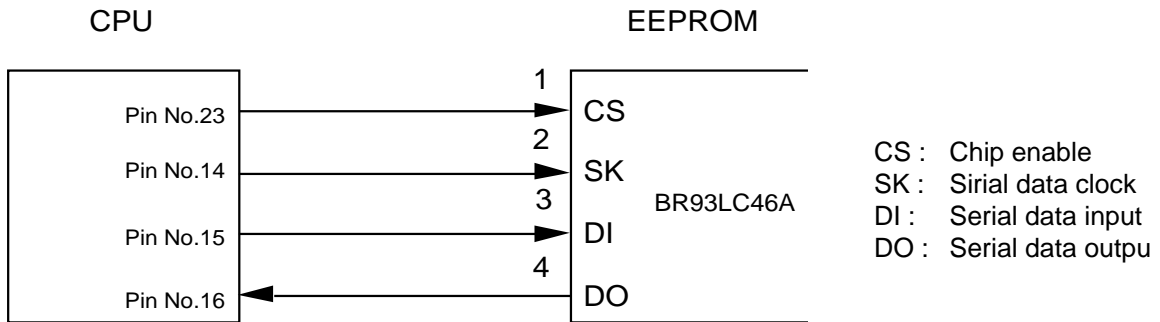 CPU
EEPROM
Pin No.23
1
CS
Pin No.14
2
SK
Pin No.15
3
DI
Pin No.16
4
DO
BR93LC46A
CS : Chip enable
SK : Sirial data clock
DI : Serial data input
DO : Serial data outpu